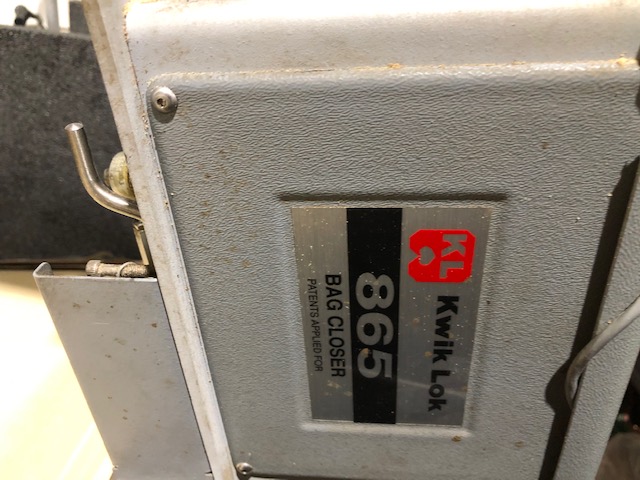 KL
Kwik Lok
865
BAG CLOSER
PATENTS APPLIED FOR